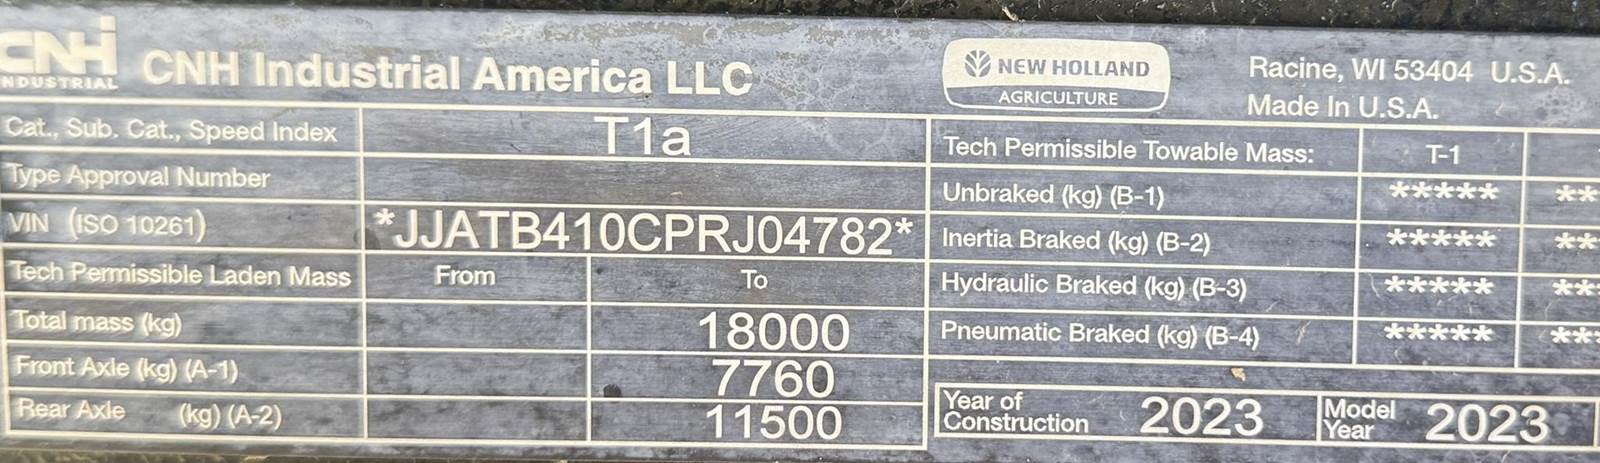 CNH
INDUSTRIAL
CNH Industrial America LLC
NEW HOLLAND
AGRICULTURE
Racine, WI 53404 U.S.A.
Made In U.S.A.
Cat., Sub. Cat., Speed Index T1a
Type Approval Number
VIN (ISO 10261) *JJATB410CPRJ04782*
Tech Permissible Laden Mass From To
Total mass (kg) 18000
Front Axle (kg) (A-1) 7760
Rear Axle (kg) (A-2) 11500
Tech Permissible Towable Mass: T-1
Unbraked (kg) (B-1) ***** **
Inertia Braked (kg) (B-2) ***** **
Hydraulic Braked (kg) (B-3) ***** **
Pneumatic Braked (kg) (B-4) ***** ***
Year of
Construction 2023
Model
Year 2023